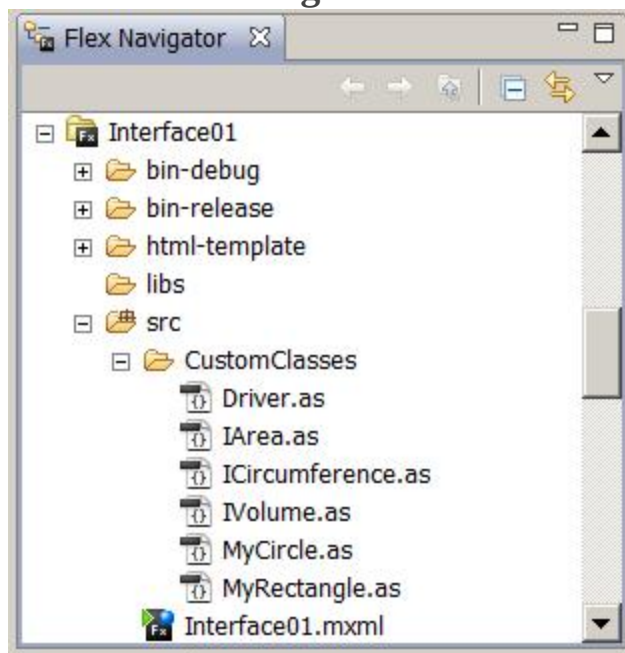 Flex Navigator
Interface01
bin-debug
bin-release
html-template
libs
src
CustomClasses
Driver.as
IArea.as
ICircumference.as
IVolume.as
MyCircle.as
MyRectangle.as
Interface01.mxml